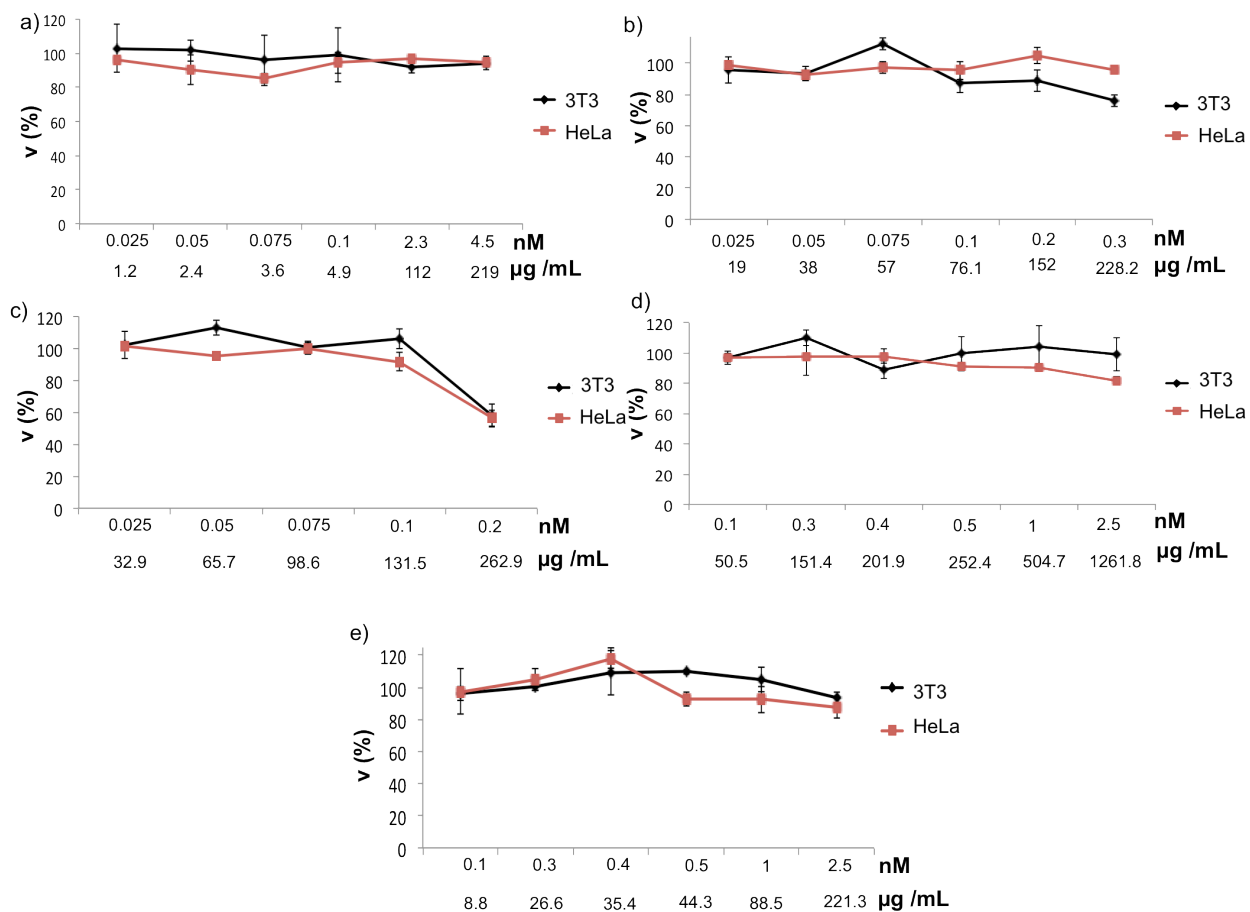 a)
120
100
80
60
40
20
0
v (%)
3T3
HeLa
0.025 0.05 0.075 0.1 2.3 4.5 nM
1.2 2.4 3.6 4.9 112 219 µg /mL
b)
100
80
60
40
20
0
v (%)
3T3
HeLa
0.025 0.05 0.075 0.1 0.2 0.3 nM
19 38 57 76.1 152 228.2 µg /mL
c)
120
100
80
60
40
20
0
v (%)
3T3
HeLa
0.025 0.05 0.075 0.1 0.2 nM
32.9 65.7 98.6 131.5 262.9 µg /mL
d)
120
100
80
60
40
20
0
v (%)
3T3
HeLa
0.1 0.3 0.4 0.5 1 2.5 nM
50.5 151.4 201.9 252.4 504.7 1261.8 µg /mL
e)
120
100
80
60
40
20
0
v (%)
3T3
HeLa
0.1 0.3 0.4 0.5 1 2.5 nM
8.8 26.6 35.4 44.3 88.5 221.3 µg /mL